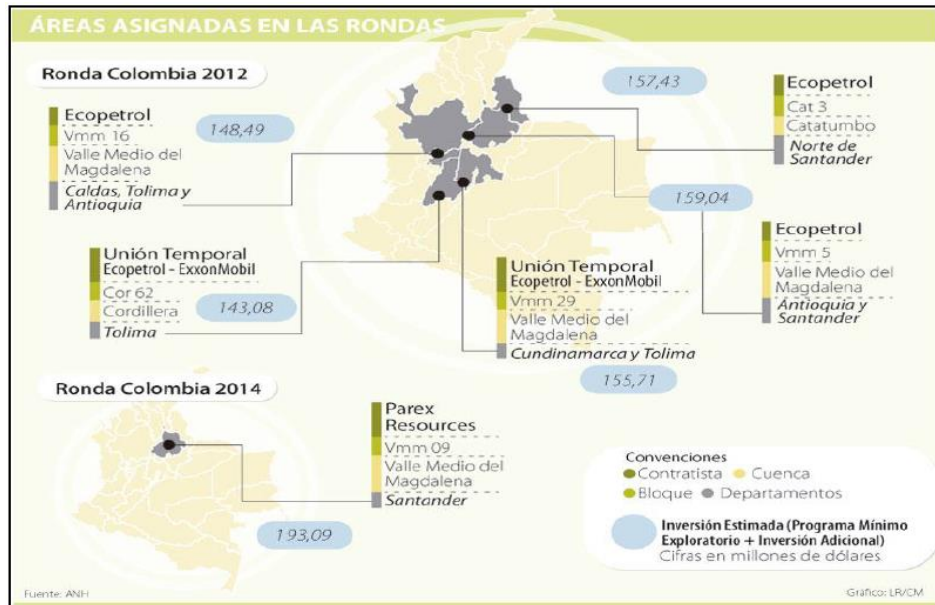 ÁREAS ASIGNADAS EN LAS RONDAS
Ronda Colombia 2012
Ecopetrol
Vmm 16
Valle Medio del
Magdalena
Caldas, Tolima y
Antioquia
148,49
157,43
Ecopetrol
Cat 3
Catatumbo
Norte de
Santander
159,04
Ecopetrol
Vmm 5
Valle Medio del
Magdalena
Antioquia y
Santander
Unión Temporal
Ecopetrol - ExxonMobil
Cor 62
Cordillera
Tolima
143,08
Unión Temporal
Ecopetrol - ExxonMobil
Vmm 29
Valle Medio del
Magdalena
Cundinamarca y Tolima
155,71
Ronda Colombia 2014
Parex
Resources
Vmm 09
Valle Medio del
Magdalena
Santander
193,09
Convenciones
Contratista Cuenca
Bloque Departamentos
Inversión Estimada (Programa Mínimo
Exploratorio + Inversión Adicional)
Cifras en millones de dólares
Fuente: ANH
Gráfico: LR/CM